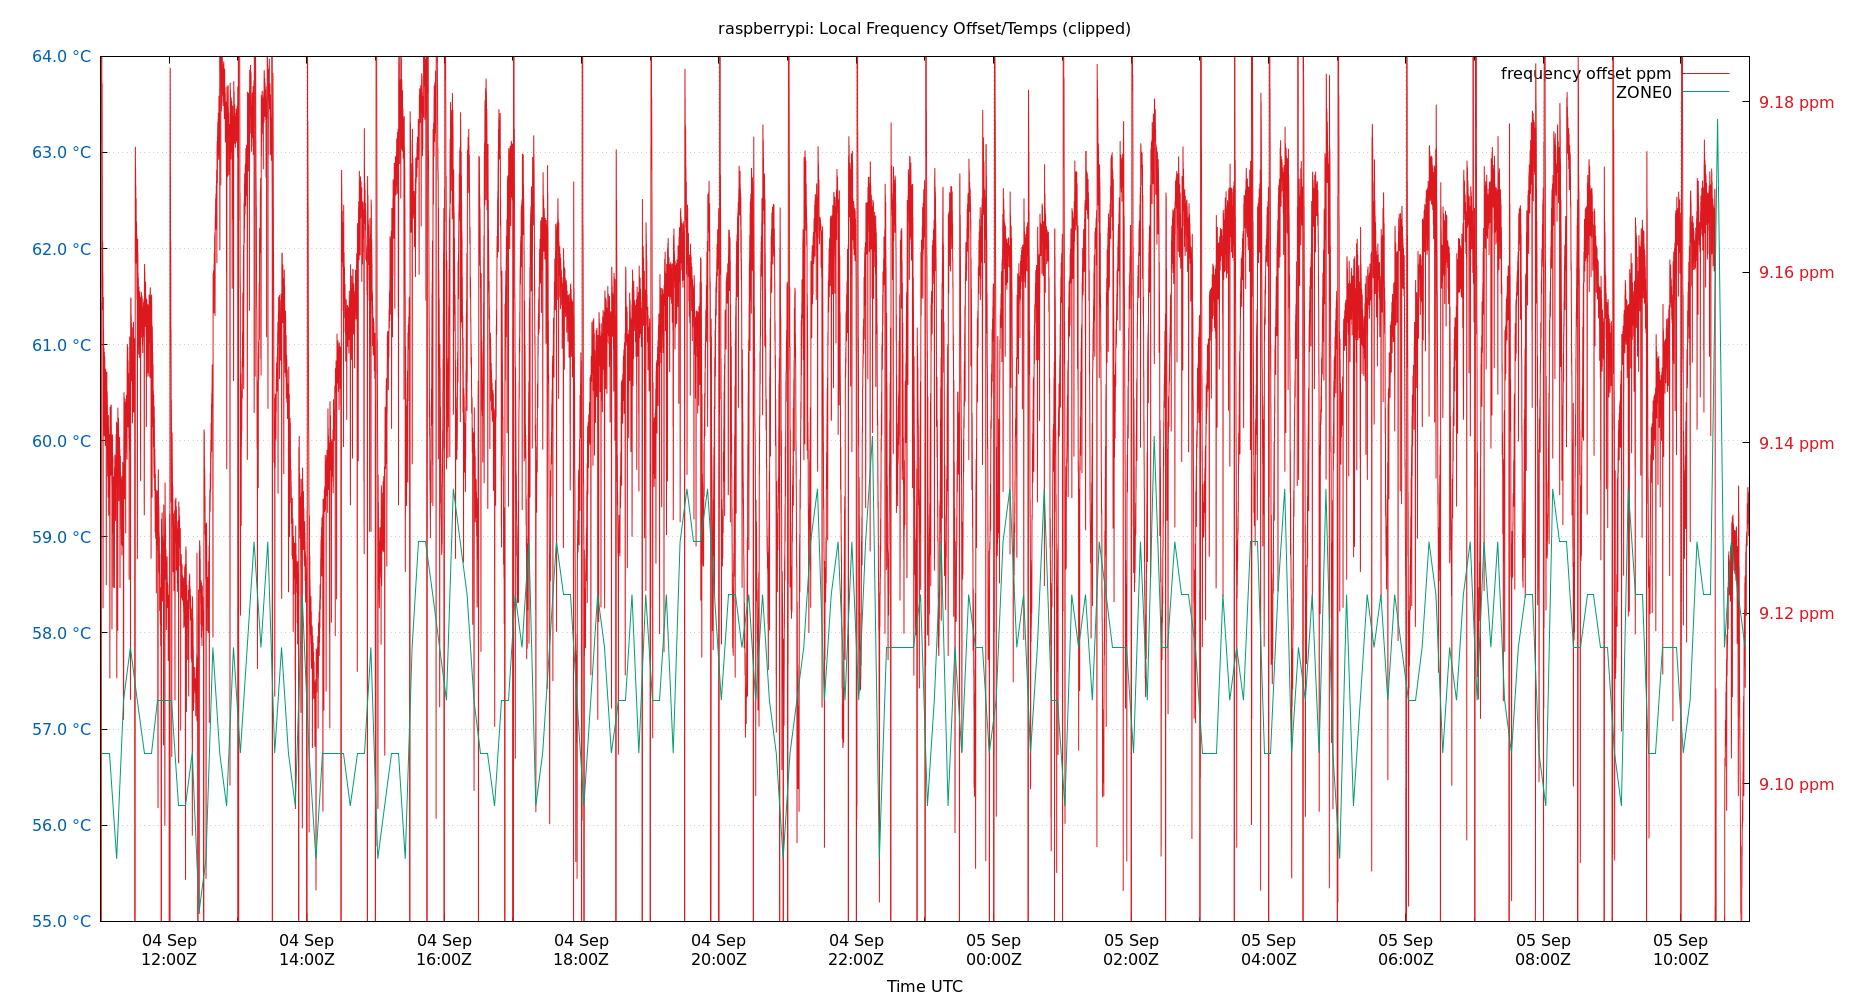 raspberrypi: Local Frequency Offset/Temps (clipped)
64.0 °C
63.0 °C
62.0 °C
61.0 °C
60.0 °C
59.0 °C
58.0 °C
57.0 °C
56.0 °C
55.0 °C
frequency offset ppm
ZONE0
9.18 ppm
9.16 ppm
9.14 ppm
9.12 ppm
9.10 ppm
04 Sep
12:00Z
04 Sep
14:00Z
04 Sep
16:00Z
04 Sep
18:00Z
04 Sep
20:00Z
04 Sep
22:00Z
05 Sep
00:00Z
05 Sep
02:00Z
05 Sep
04:00Z
05 Sep
06:00Z
05 Sep
08:00Z
05 Sep
10:00Z
Time UTC